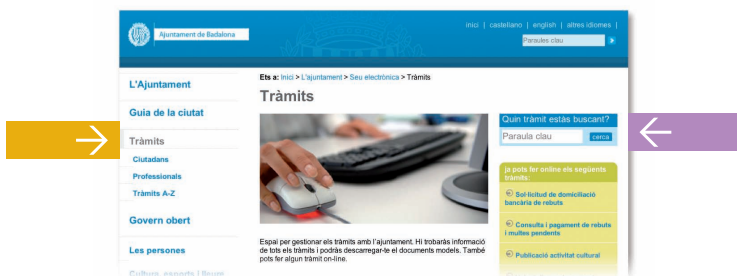 Ajuntament de Badalona
inici | castellano | english | altres idiomes |
Paraules clau
L'Ajuntament
Guia de la ciutat
Tràmits
Ciutadans
Professionals
Tràmits A-Z
Govern obert
Les persones
Cultura, esports i lleure
Ets a: Inici > L'ajuntament > Seu electrònica > Tràmits
Tràmits
Espai per gestionar els tràmits amb l'ajuntament. Hi trobaràs informació
de tots els tràmits i podràs descarregar-te el documents models. També
pots fer algun tràmit on-line.
Quin tràmit estàs buscant?
Paraula clau
cerca
ja pots fer online els següents
tràmits:
Sol·licitud de domiciliació
bancària de rebuts
Consulta i pagament de rebuts
i multes pendents
Publicació activitat cultural